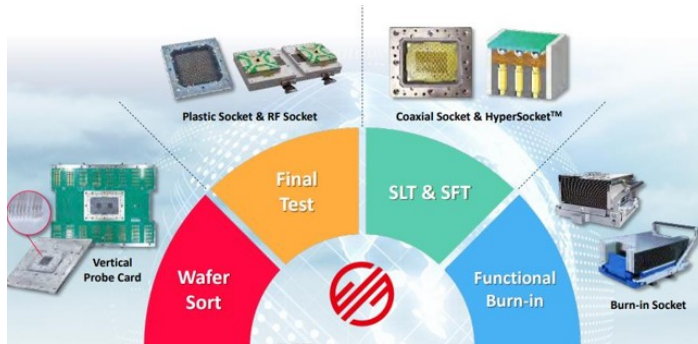 Plastic Socket & RF Socket
Coaxial Socket & HyperSocket™
Final
Test
SLT & SFT
Vertical
Probe Card
Wafer
Sort
Functional
Burn-in
Burn-in Socket